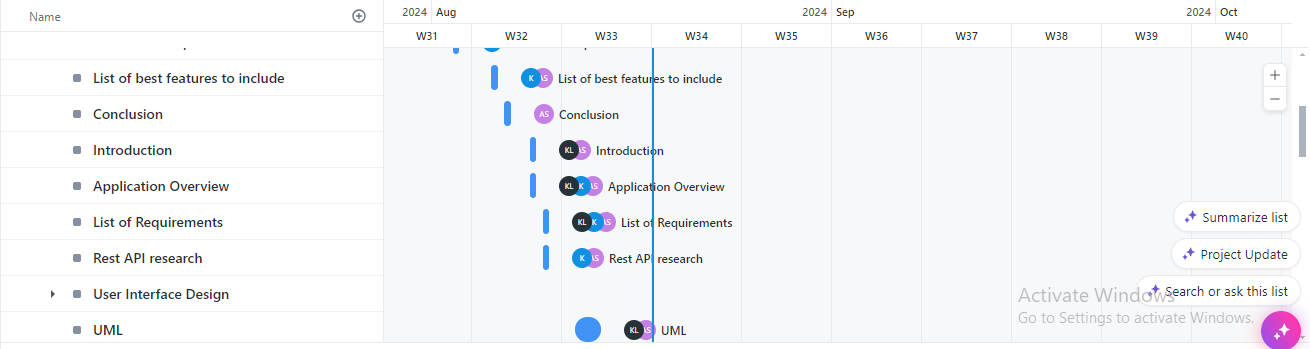 Name
2024 Aug 2024 Sep 2024 Oct
W31 W32 W33 W34 W35 W36 W37 W38 W39 W40
List of best features to include K AS List of best features to include
Conclusion AS Conclusion
Introduction KL AS Introduction
Application Overview KL K AS Application Overview
List of Requirements KL K AS List of Requirements
Summarize list
Rest API research K AS Rest API research
Project Update
User Interface Design
Search or ask this list
Activate Windows
Go to Settings to activate Windows.
UML KL AS UML